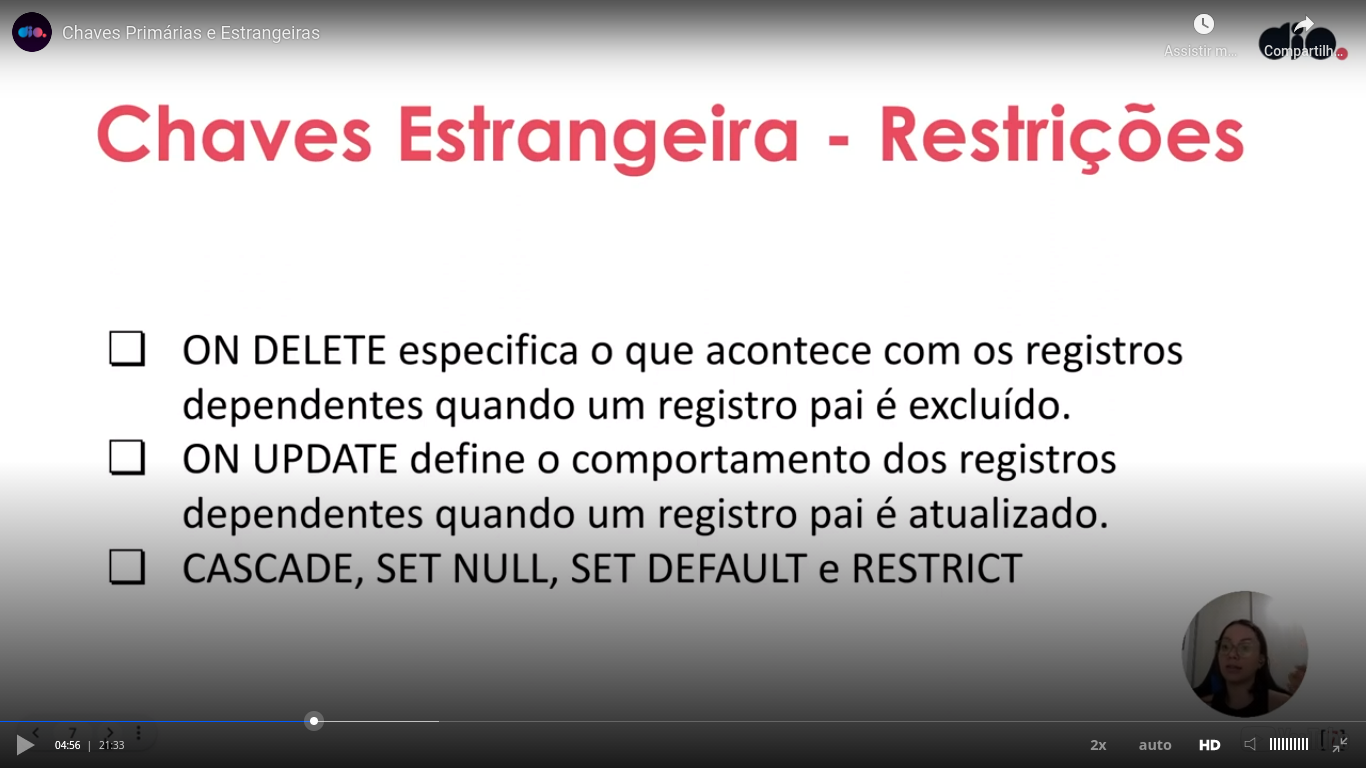 Chaves Primárias e Estrangeiras
Assistir m...
Compartilh...
dio.
Chaves Estrangeira - Restrições
ON DELETE especifica o que acontece com os registros
dependentes quando um registro pai é excluído.
ON UPDATE define o comportamento dos registros
dependentes quando um registro pai é atualizado.
CASCADE, SET NULL, SET DEFAULT e RESTRICT
7
04:56 | 21:33
2x
auto
HD